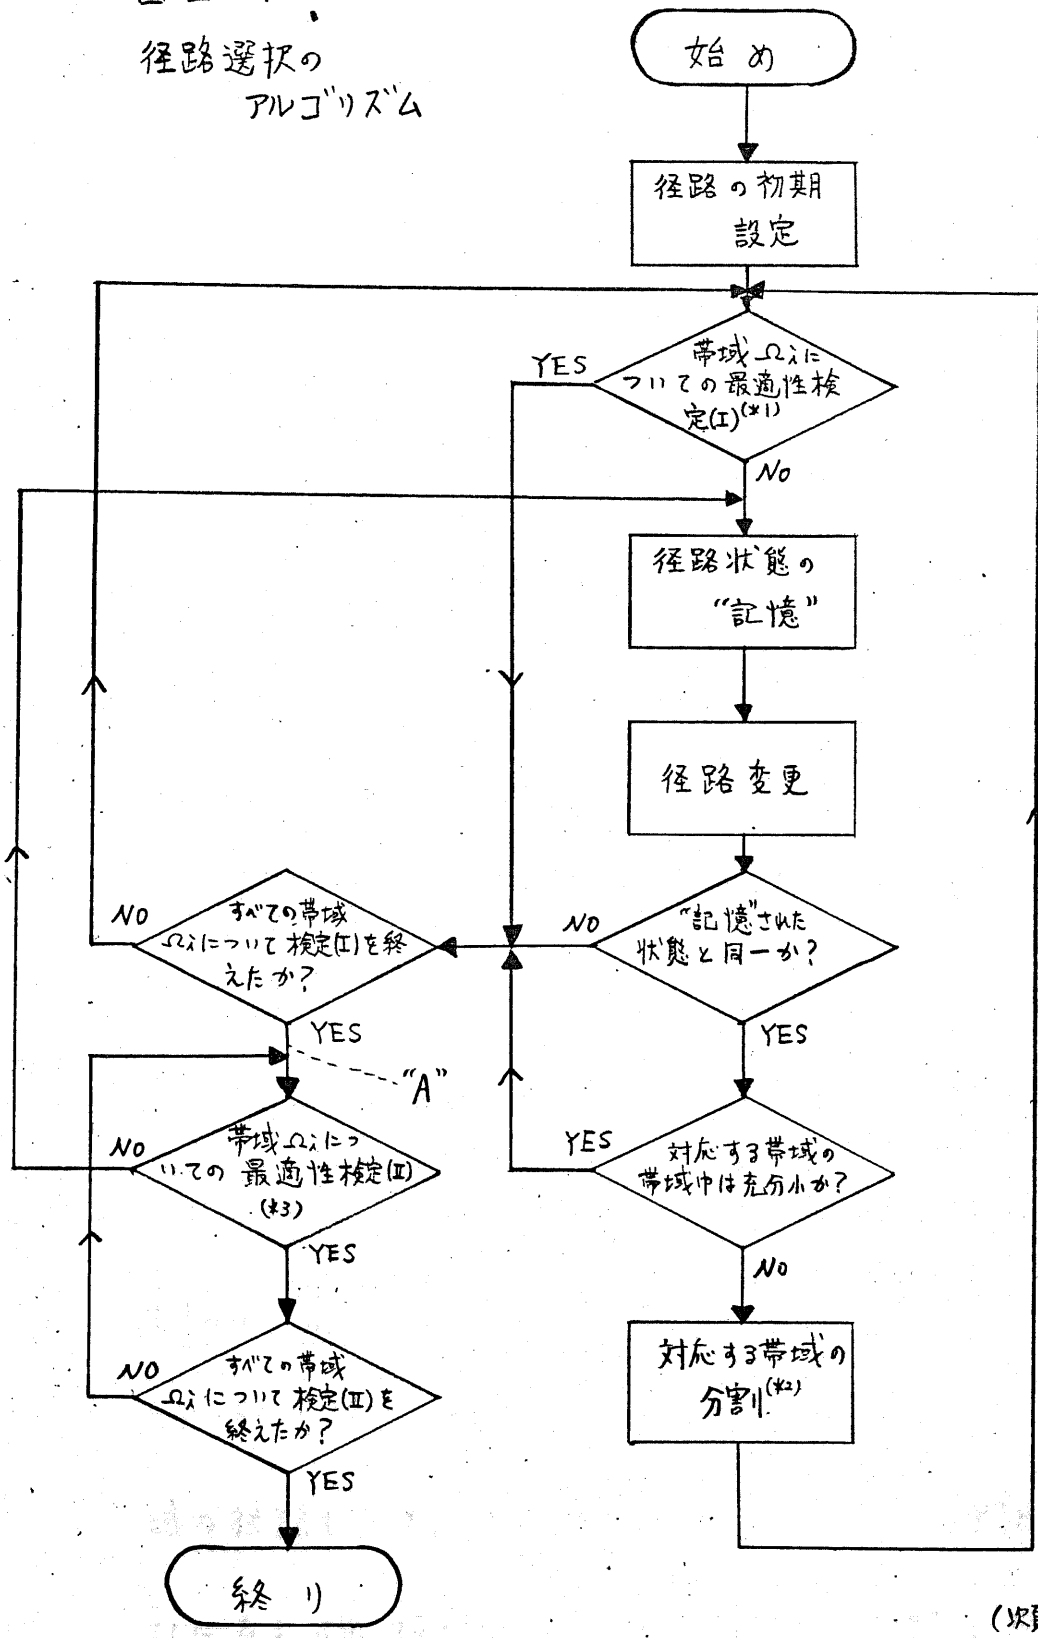 径路選択の
アルゴリズム
始め
径路の初期
設定
帯域Ωiに
ついての最適性検
定(I)(*1)
YES
NO
径路状態の
"記憶"
径路変更
"記憶"された
状態と同一か?
NO
YES
すべての帯域
Ωiについて検定(I)を終
えたか?
NO
YES
"A"
対応する帯域の
帯域巾は充分小か?
YES
NO
帯域Ωiにつ
いての最適性検定(II)
(*3)
NO
YES
対応する帯域の
分割(*2)
すべての帯域
Ωiについて検定(II)を
終えたか?
NO
YES
終り
(次